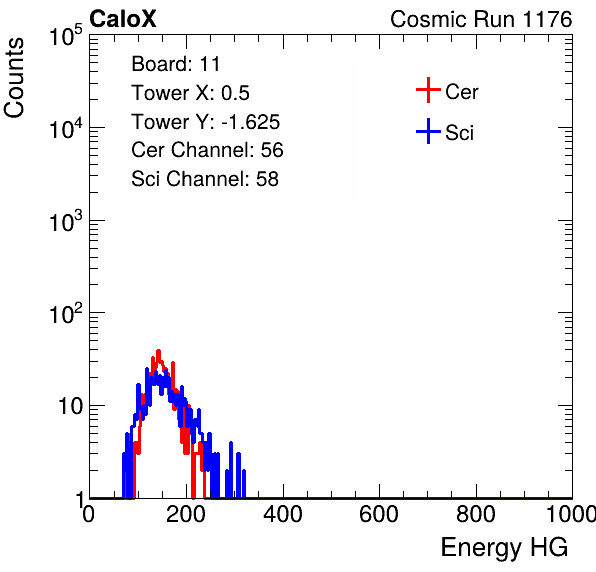 CaloX Cosmic Run 1176
Counts
Board: 11
Tower X: 0.5
Tower Y: -1.625
Cer Channel: 56
Sci Channel: 58
Cer
Sci
10^5
10^4
10^3
10^2
10
1
0 200 400 600 800 1000
Energy HG